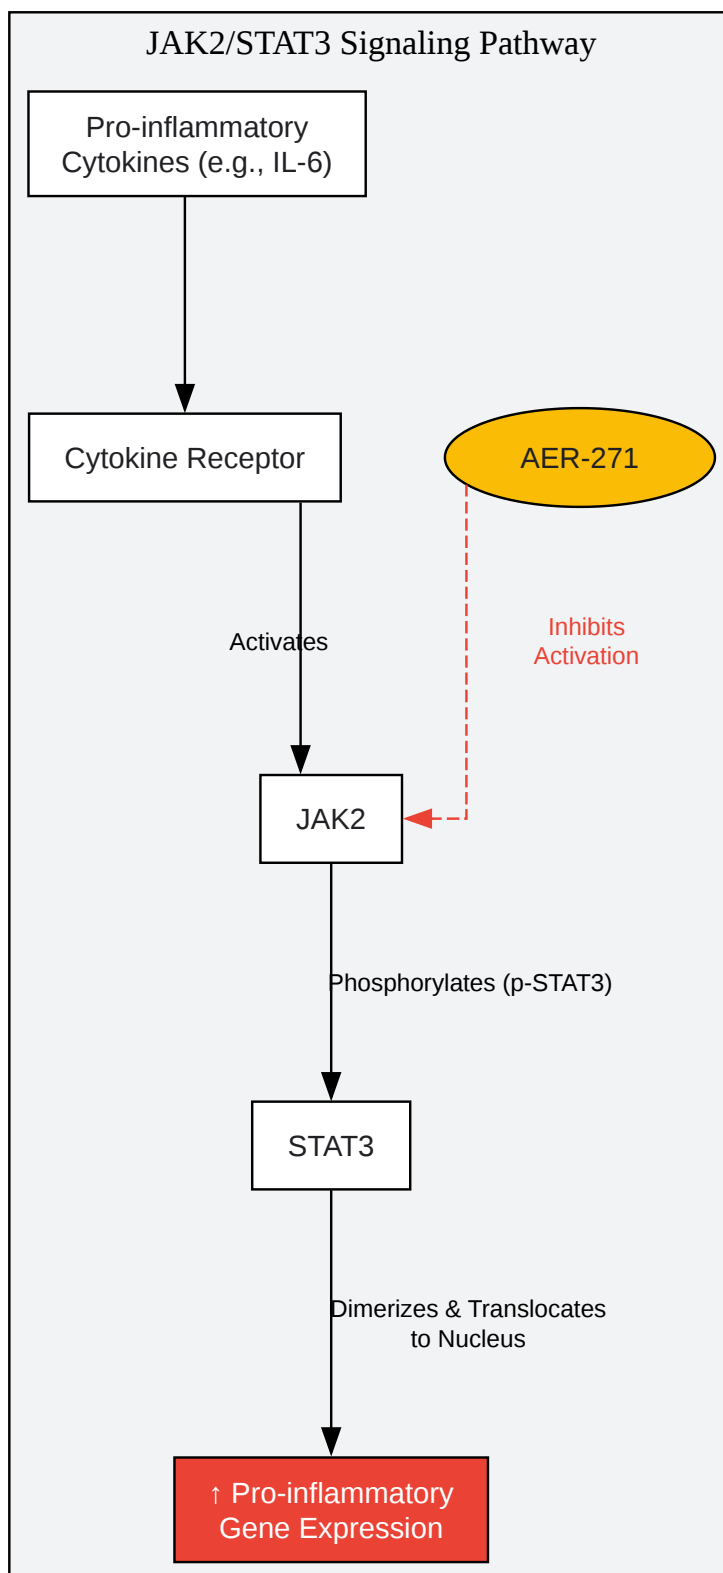 JAK2/STAT3 Signaling Pathway
Pro-inflammatory
Cytokines (e.g., IL-6)
Cytokine Receptor
AER-271
Activates
Inhibits
Activation
JAK2
Phosphorylates (p-STAT3)
STAT3
Dimerizes & Translocates
to Nucleus
↑ Pro-inflammatory
Gene Expression